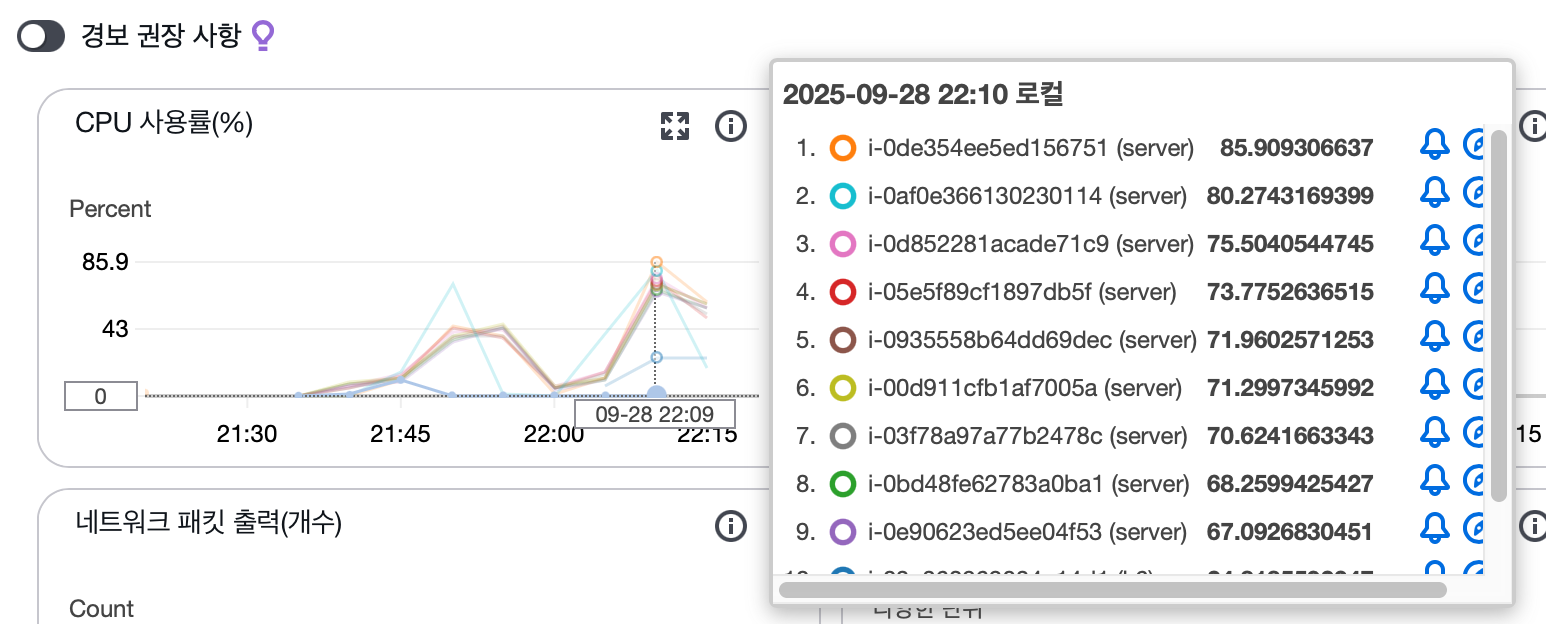 경보 권장 사항
CPU 사용률(%)
Percent
85.9
43
0
09-28 22:09
21:30 21:45 22:00 22:15
2025-09-28 22:10 로컬
1. i-0de354ee5ed156751 (server) 85.909306637
2. i-0af0e366130230114 (server) 80.2743169399
3. i-0d852281acade71c9 (server) 75.5040544745
4. i-05e5f89cf1897db5f (server) 73.7752636515
5. i-0935558b64dd69dec (server) 71.9602571253
6. i-00d911cfb1af7005a (server) 71.2997345992
7. i-03f78a97a77b2478c (server) 70.6241663343
8. i-0bd48fe62783a0ba1 (server) 68.2599425427
9. i-0e90623ed5ee04f53 (server) 67.0926830451
15
네트워크 패킷 출력(개수)
Count